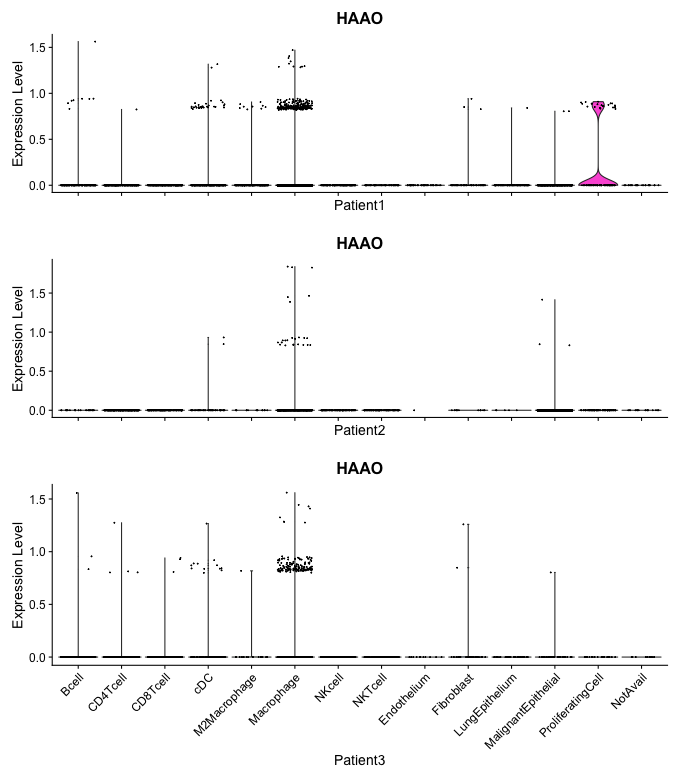 HAAO
Expression Level
1.5
1.0
0.5
0.0
Patient1
HAAO
Expression Level
1.5
1.0
0.5
0.0
Patient2
HAAO
Expression Level
1.5
1.0
0.5
0.0
Bcell
CD4Tcell
CD8Tcell
cDC
M2Macrophage
Macrophage
NKcell
NKTcell
Endothelium
Fibroblast
LungEpithelium
MalignantEpithelial
ProliferatingCell
NotAvail
Patient3